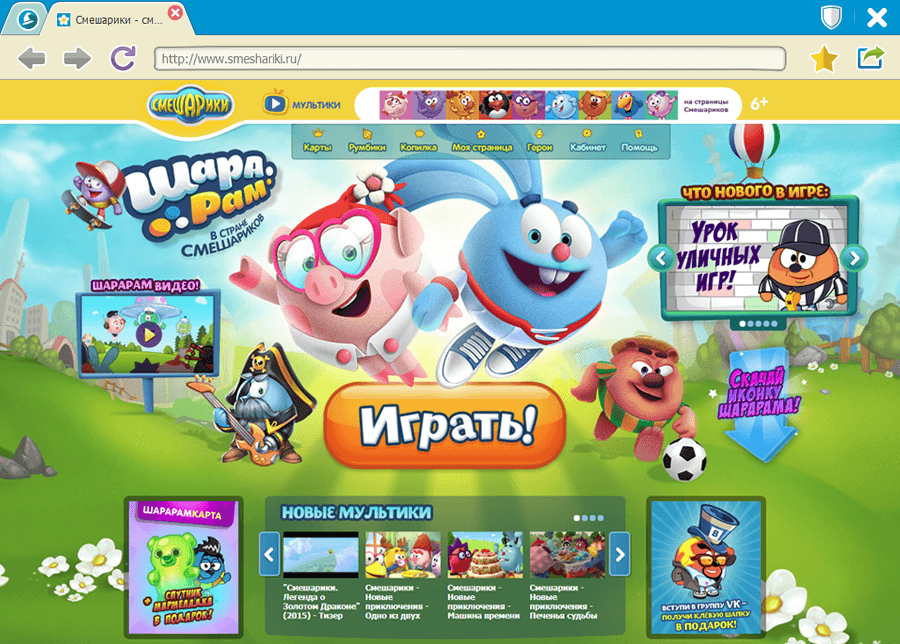 Смешарики - см...
http://www.smeshariki.ru/
СМЕШАРИКИ
МУЛЬТИКИ
на страницы
Смешариков
6+
Карты
Румбики
Копилка
Моя страница
Герои
Кабинет
Помощь
ШАРА
РАМ
В СТРАНЕ
СМЕШАРИКОВ
ЧТО НОВОГО В ИГРЕ:
УРОК
УЛИЧНЫХ
ИГР!
ШАРАРАМ ВИДЕО!
Играть!
СКАЧАЙ
ИКОНКУ
ШАРАРАМА!
ШАРАРАМКАРТА
+ СПУТНИК
МАРМЕЛАДКА
В ПОДАРОК!
НОВЫЕ МУЛЬТИКИ
"Смешарики.
Легенда о
Золотом Драконе"
(2015) - Тизер
Смешарики -
Новые
приключения -
Одно из двух
Смешарики -
Новые
приключения -
Машина времени
Смешарики -
Новые
приключения -
Печенья судьбы
ВСТУПИ В ГРУППУ VK -
ПОЛУЧИ КЛЕВУЮ ШАПКУ
В ПОДАРОК!